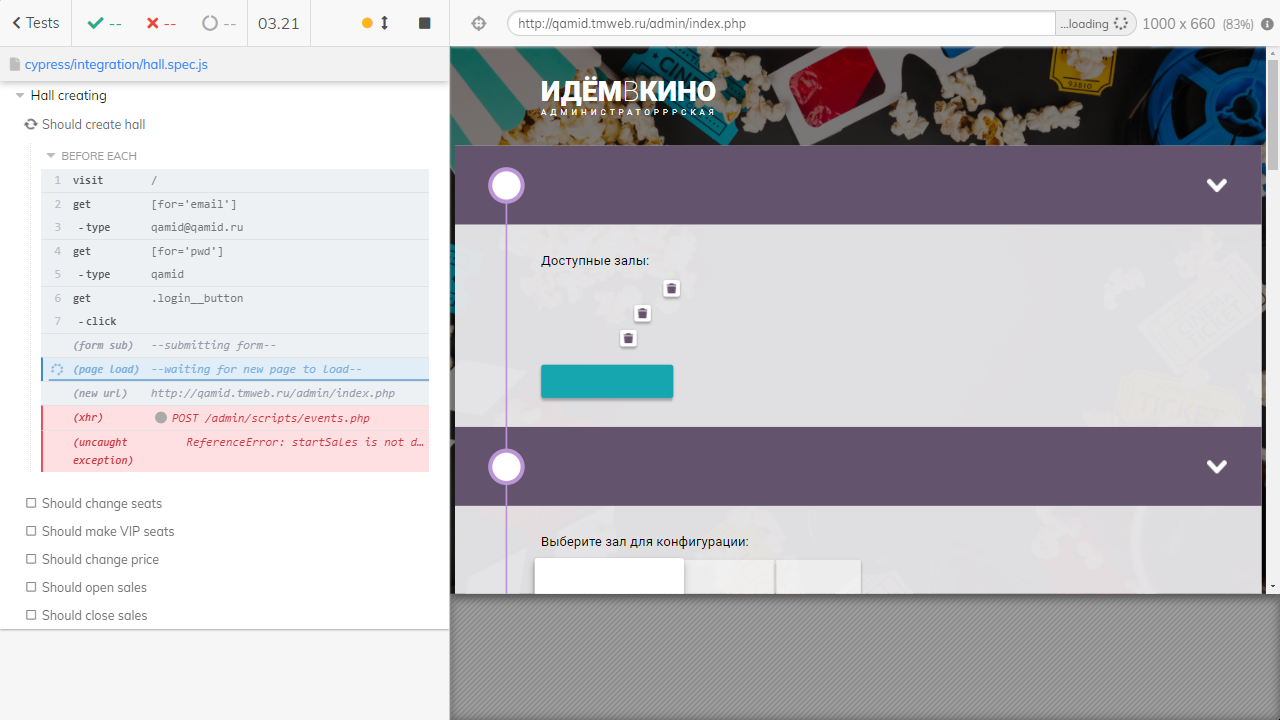 Tests
--
--
--
03.21
http://qamid.tmweb.ru/admin/index.php
...loading
1000 x 660 (83%)
cypress/integration/hall.spec.js
Hall creating
Should create hall
BEFORE EACH
1 visit /
2 get [for='email']
3 -type qamid@qamid.ru
4 get [for='pwd']
5 -type qamid
6 get .login__button
7 -click
(form sub) --submitting form--
(page load) --waiting for new page to load--
(new url) http://qamid.tmweb.ru/admin/index.php
(xhr) POST /admin/scripts/events.php
(uncaught exception) ReferenceError: startSales is not d…
Should change seats
Should make VIP seats
Should change price
Should open sales
Should close sales
ИДЁМВКИНО
АДМИНИСТРАТОРРРСКАЯ
Доступные залы:
Выберите зал для конфигурации: